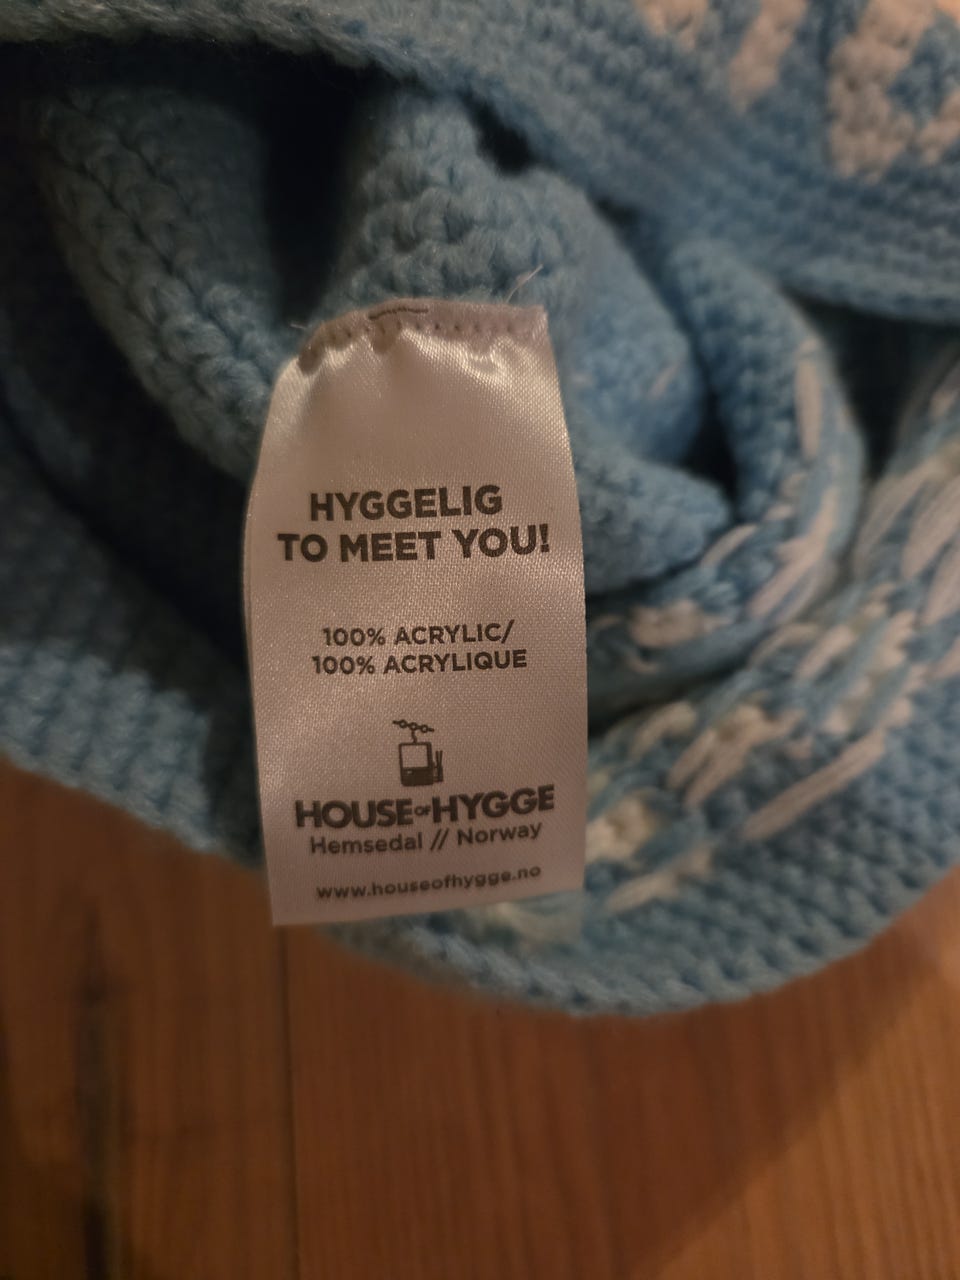 HYGGELIG
TO MEET YOU!
100% ACRYLIC/
100% ACRYLIQUE
HOUSE OF HYGGE
Hemsedal // Norway
www.houseofhygge.no